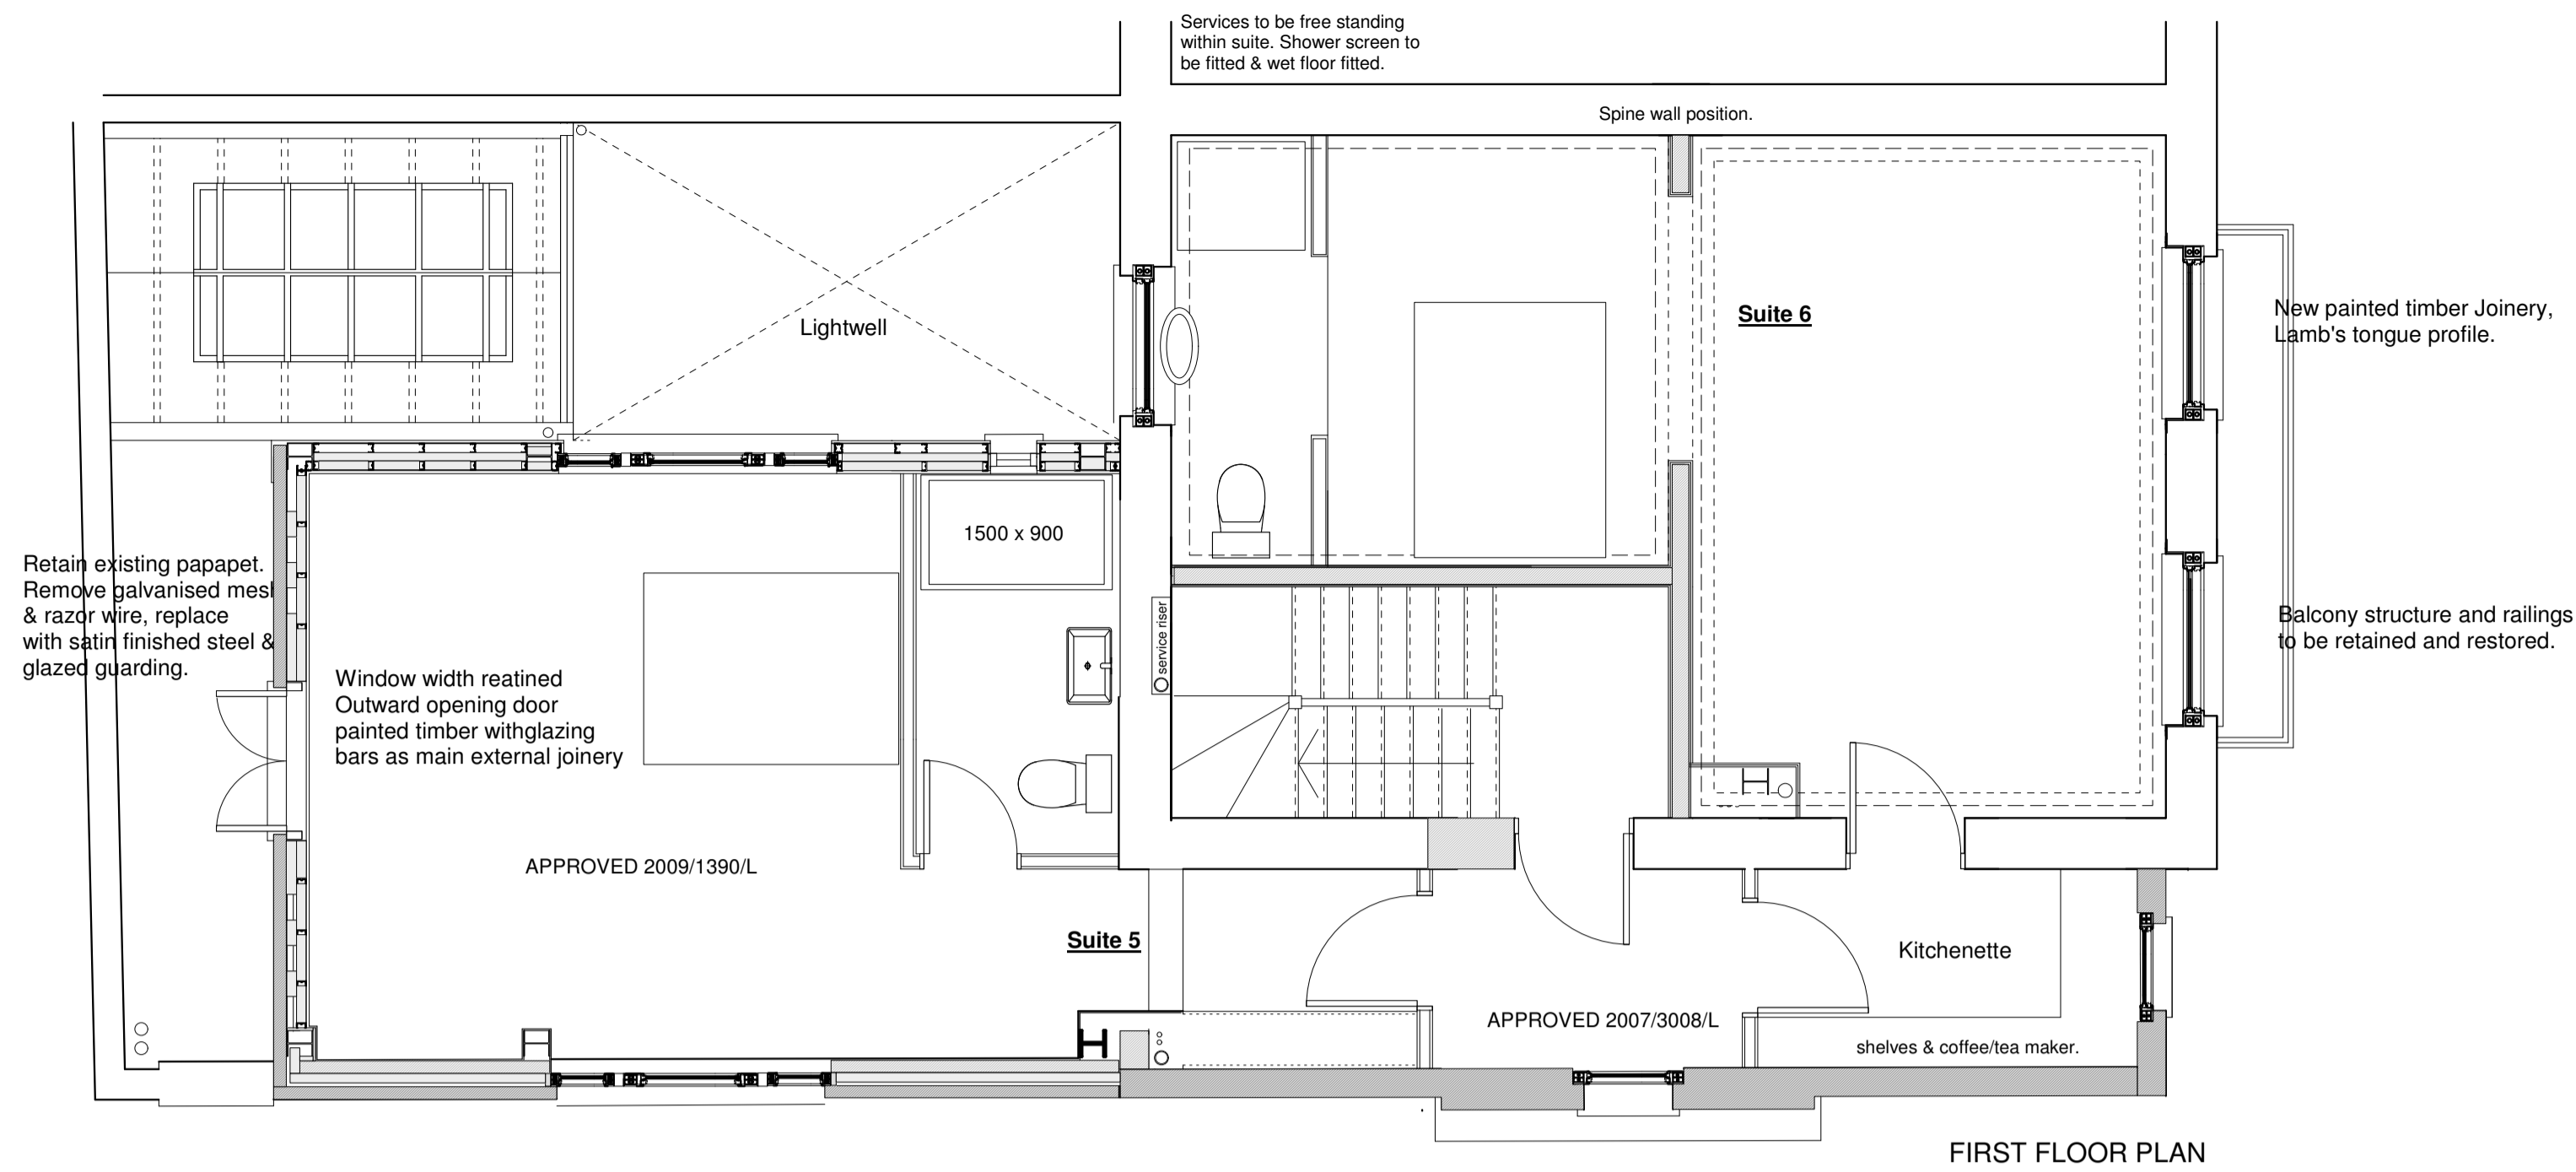 Services to be free standing
within suite. Shower screen to
be fitted & wet floor fitted.
Spine wall position.
Lightwell
Suite 6
New painted timber Joinery,
Lamb's tongue profile.
1500 x 900
Retain existing papapet.
Remove galvanised mesh
& razor wire, replace
with satin finished steel &
glazed guarding.
service riser
Balcony structure and railings
to be retained and restored.
Window width reatined
Outward opening door
painted timber withglazing
bars as main external joinery
APPROVED 2009/1390/L
Suite 5
Kitchenette
APPROVED 2007/3008/L
shelves & coffee/tea maker.
FIRST FLOOR PLAN